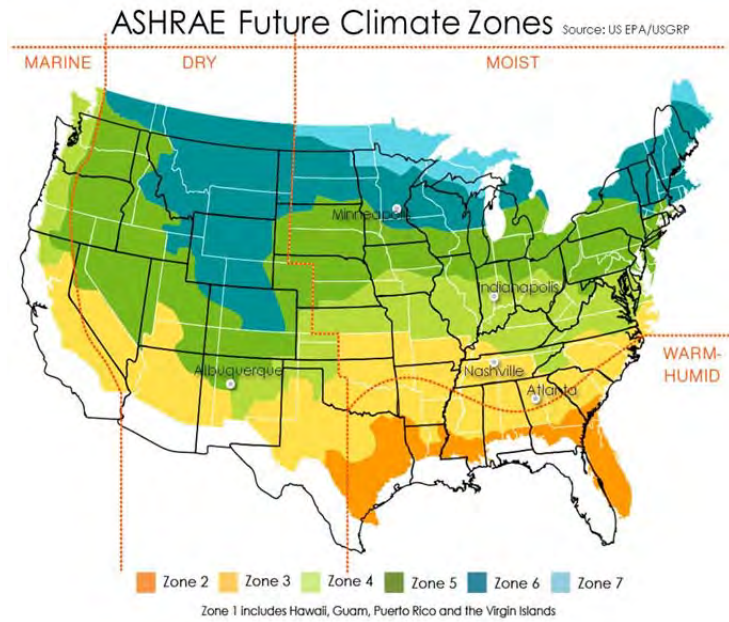 ASHRAE Future Climate Zones Source: US EPA/USGRP
MARINE DRY MOIST
Minneapolis
Indianapolis
Albuquerque
Nashville
Atlanta
WARM-
HUMID
Zone 2 Zone 3 Zone 4 Zone 5 Zone 6 Zone 7
Zone 1 includes Hawaii, Guam, Puerto Rico and the Virgin Islands